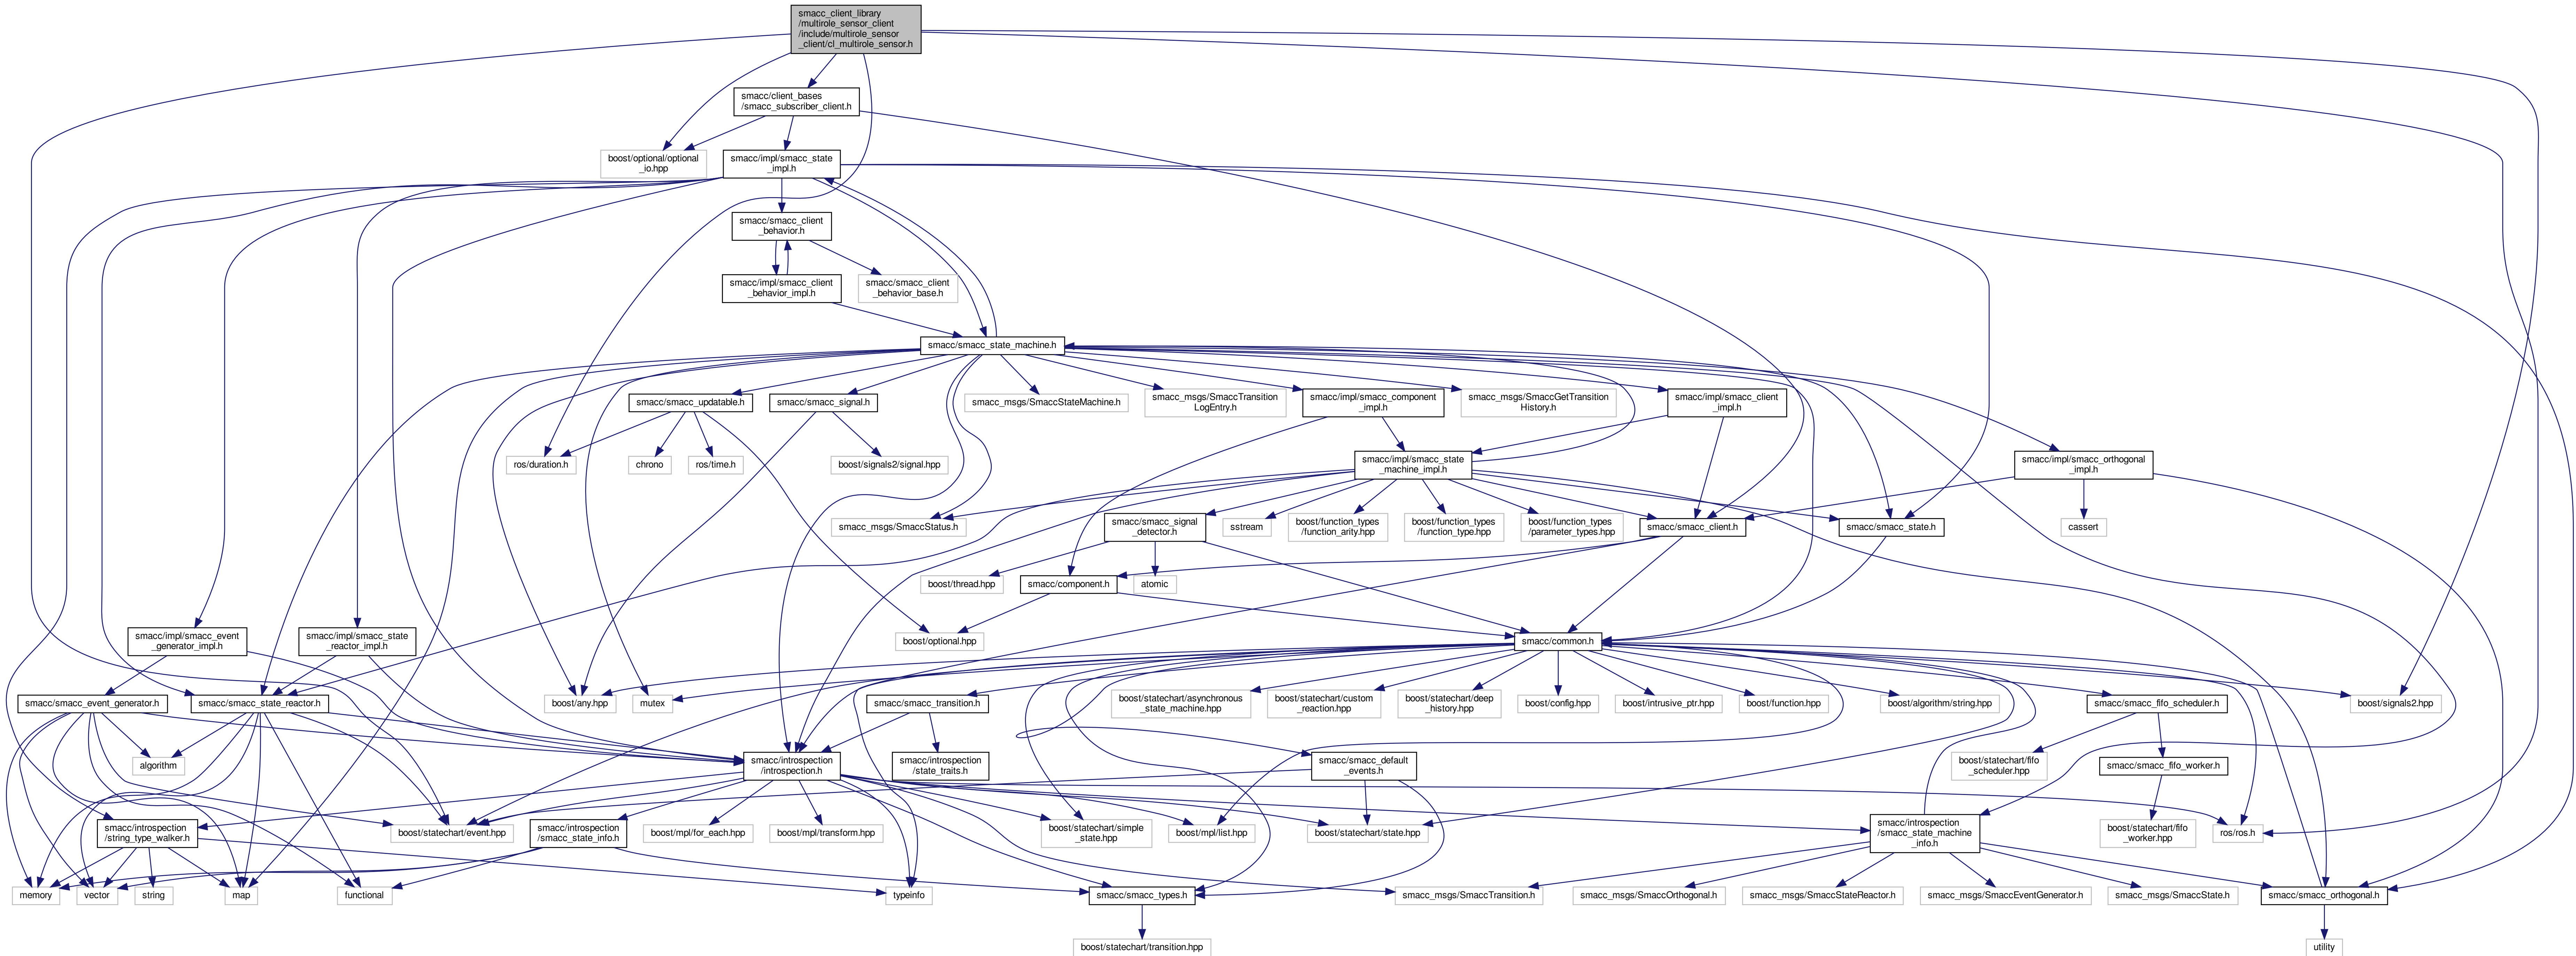 smacc_client_library
/multirole_sensor_client
/include/multirole_sensor
_client/cl_multirole_sensor.h
smacc/client_bases
/smacc_subscriber_client.h
boost/optional/optional
_io.hpp
smacc/impl/smacc_state
_impl.h
smacc/smacc_client
_behavior.h
smacc/impl/smacc_client
_behavior_impl.h
smacc/smacc_client
_behavior_base.h
smacc/smacc_state_machine.h
smacc/smacc_updatable.h
smacc/smacc_signal.h
smacc_msgs/SmaccStateMachine.h
smacc_msgs/SmaccTransition
LogEntry.h
smacc/impl/smacc_component
_impl.h
smacc_msgs/SmaccGetTransition
History.h
smacc/impl/smacc_client
_impl.h
ros/duration.h
chrono
ros/time.h
boost/signals2/signal.hpp
smacc/impl/smacc_state
_machine_impl.h
smacc/impl/smacc_orthogonal
_impl.h
smacc_msgs/SmaccStatus.h
smacc/smacc_signal
_detector.h
sstream
boost/function_types
/function_arity.hpp
boost/function_types
/function_type.hpp
boost/function_types
/parameter_types.hpp
smacc/smacc_client.h
smacc/smacc_state.h
cassert
boost/thread.hpp
smacc/component.h
atomic
smacc/impl/smacc_event
_generator_impl.h
smacc/impl/smacc_state
_reactor_impl.h
boost/optional.hpp
smacc/common.h
smacc/smacc_event_generator.h
smacc/smacc_state_reactor.h
boost/any.hpp
mutex
smacc/smacc_transition.h
boost/statechart/asynchronous
_state_machine.hpp
boost/statechart/custom
_reaction.hpp
boost/statechart/deep
_history.hpp
boost/config.hpp
boost/intrusive_ptr.hpp
boost/function.hpp
boost/algorithm/string.hpp
smacc/smacc_fifo_scheduler.h
boost/signals2.hpp
algorithm
smacc/introspection
/introspection.h
smacc/introspection
/state_traits.h
smacc/smacc_default
_events.h
boost/statechart/fifo
_scheduler.hpp
smacc/smacc_fifo_worker.h
smacc/introspection
/string_type_walker.h
boost/statechart/event.hpp
smacc/introspection
/smacc_state_info.h
boost/mpl/for_each.hpp
boost/mpl/transform.hpp
boost/statechart/simple
_state.hpp
boost/mpl/list.hpp
boost/statechart/state.hpp
smacc/introspection
/smacc_state_machine
_info.h
boost/statechart/fifo
_worker.hpp
ros/ros.h
memory
vector
string
map
functional
typeinfo
smacc/smacc_types.h
smacc_msgs/SmaccTransition.h
smacc_msgs/SmaccOrthogonal.h
smacc_msgs/SmaccStateReactor.h
smacc_msgs/SmaccEventGenerator.h
smacc_msgs/SmaccState.h
smacc/smacc_orthogonal.h
boost/statechart/transition.hpp
utility